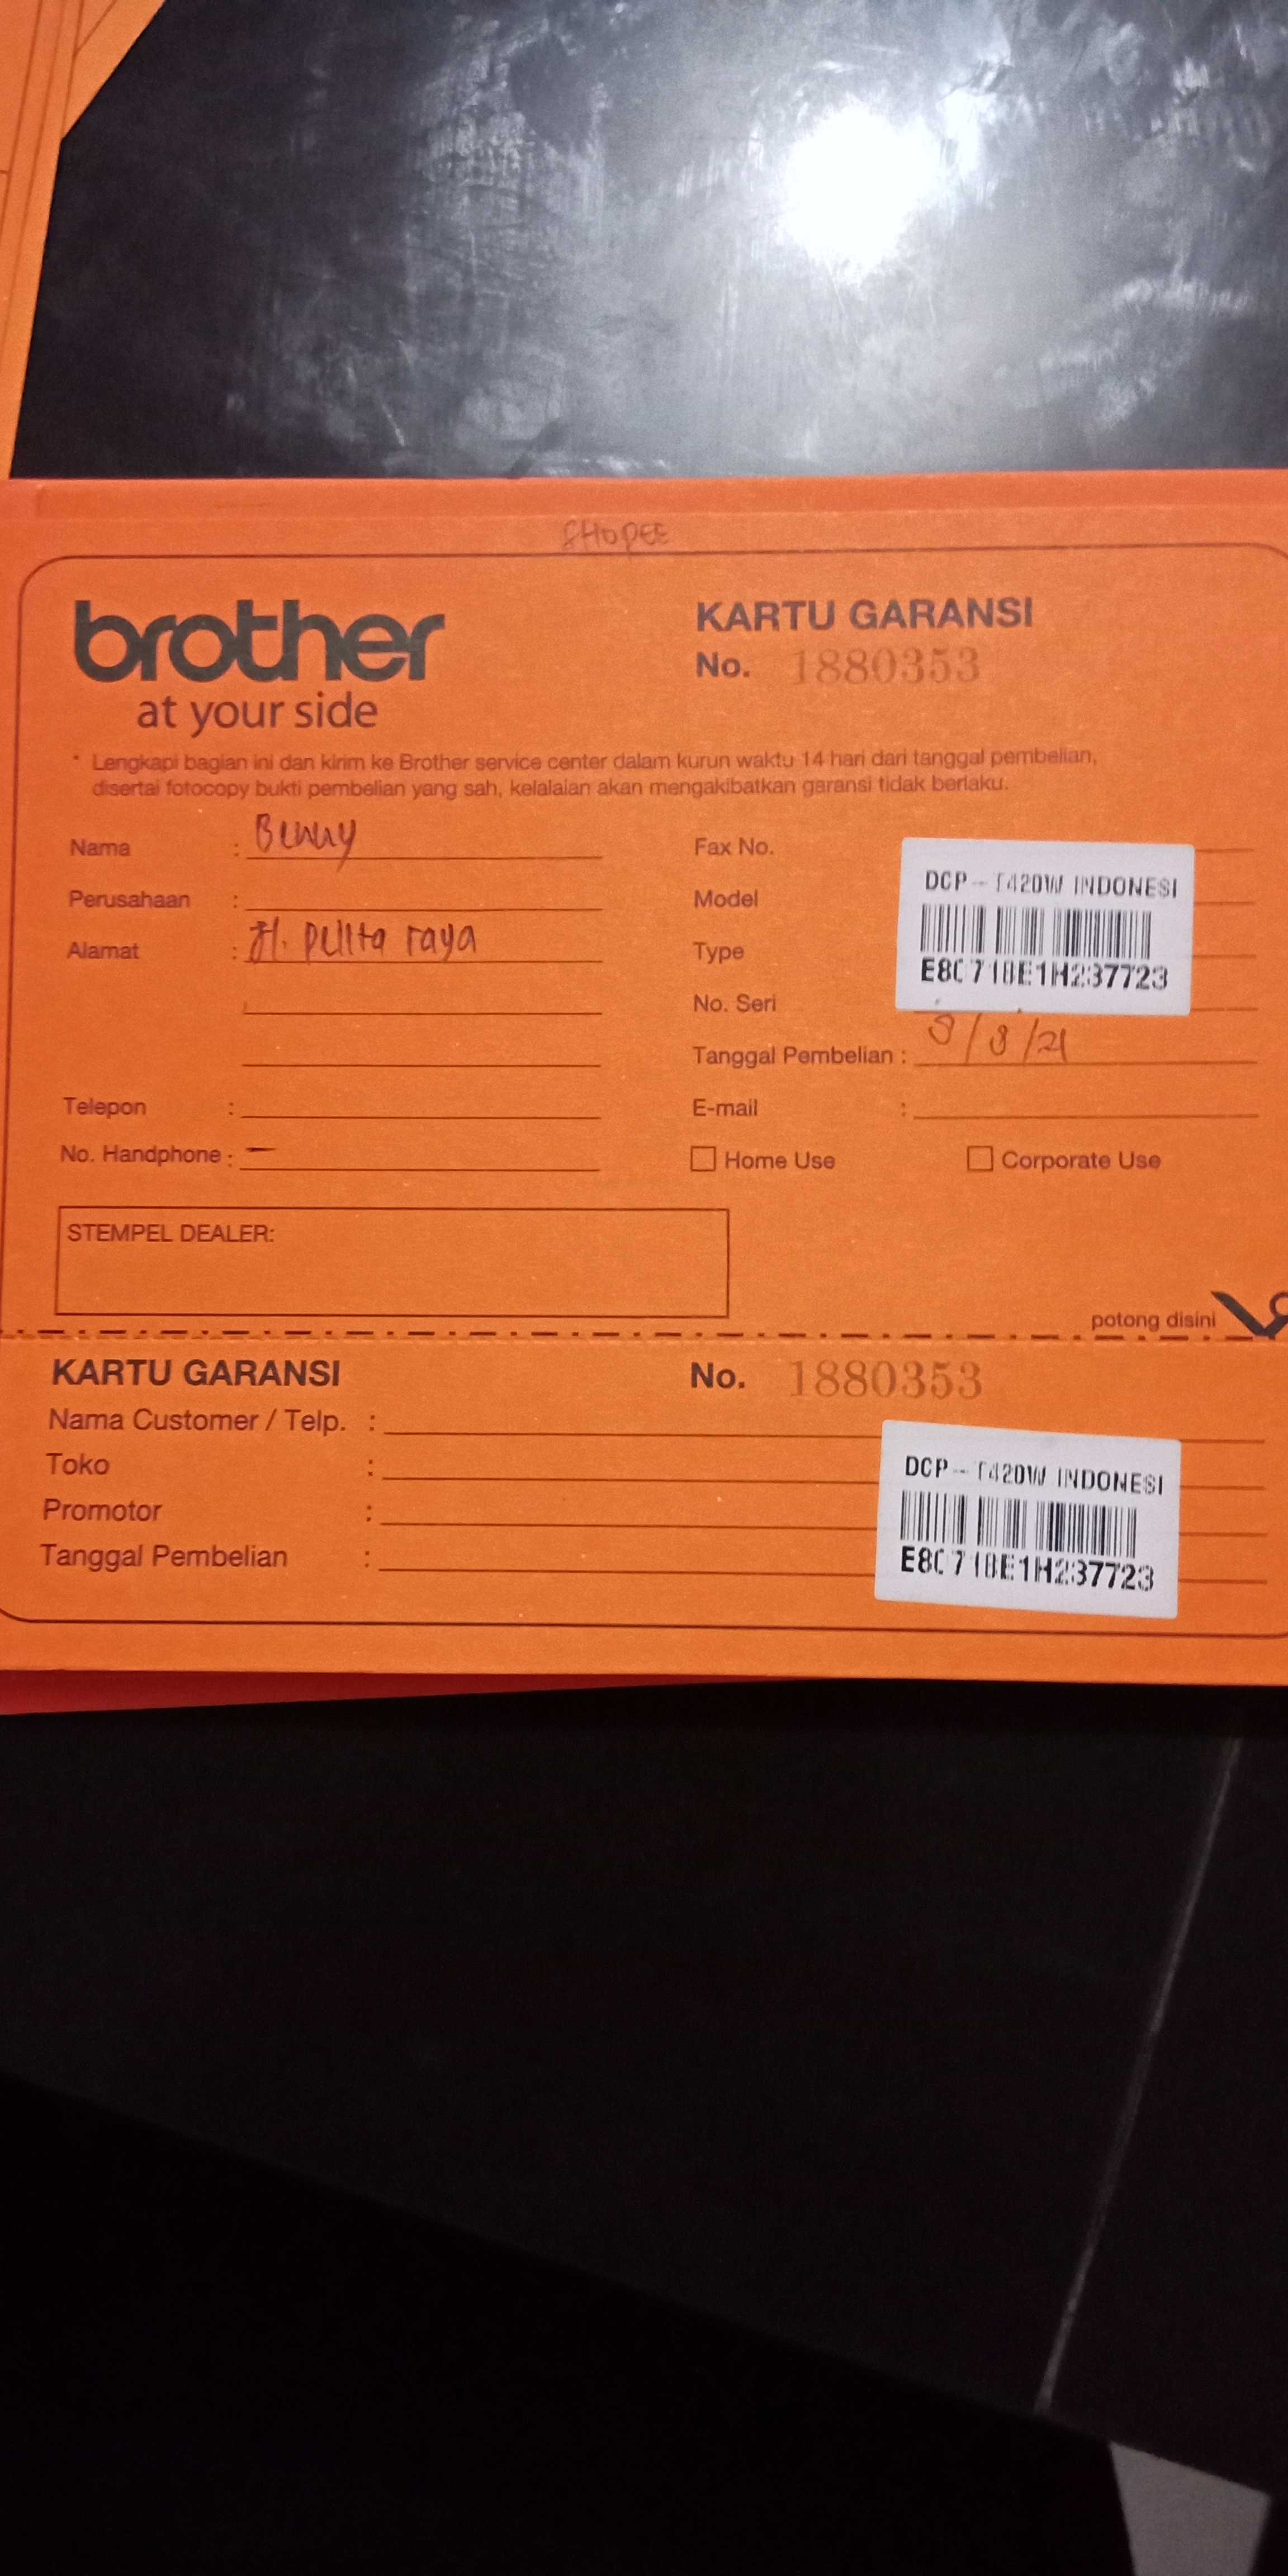 SHOPEE
brother
at your side
KARTU GARANSI
No. 1880353
* Lengkapi bagian ini dan kirim ke Brother service center dalam kurun waktu 14 hari dari tanggal pembelian,
disertai fotocopy bukti pembelian yang sah, kelalaian akan mengakibatkan garansi tidak berlaku.
Nama : Benny
Perusahaan :
Alamat : Jl. Pelita raya
Telepon :
No. Handphone : –
Fax No.
Model
Type
No. Seri
DCP-T420W INDONESI
E80718E1H237723
Tanggal Pembelian : /8/21
E-mail :
Home Use
Corporate Use
STEMPEL DEALER:
potong disini
KARTU GARANSI
No. 1880353
Nama Customer / Telp. :
Toko :
Promotor :
Tanggal Pembelian :
DCP-T420W INDONESI
E80718E1H237723